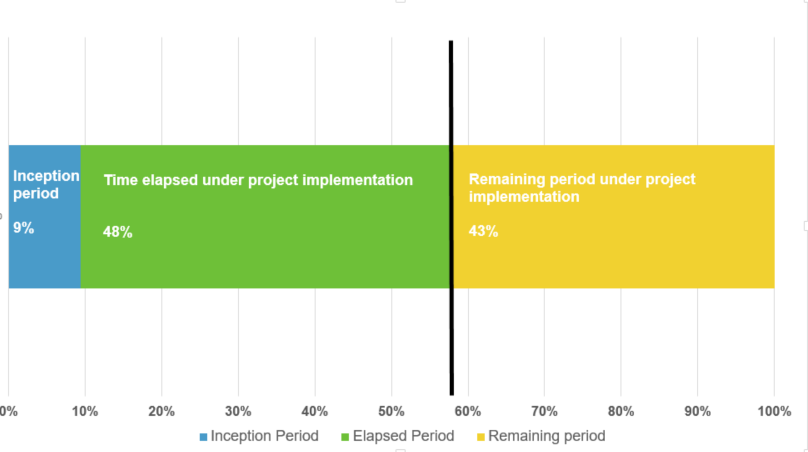 Inception
period
9%
Time elapsed under project implementation
48%
Remaining period under project
implementation
43%
0% 10% 20% 30% 40% 50% 60% 70% 80% 90% 100%
Inception Period Elapsed Period Remaining period